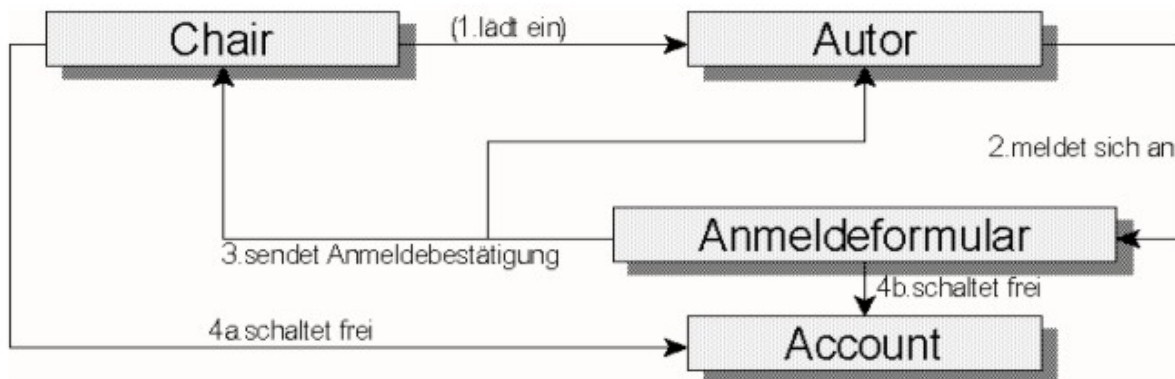 Chair
(1.lädt ein)
Autor
2.meldet sich an
Anmeldeformular
3.sendet Anmeldebestätigung
4b.schaltet frei
4a.schaltet frei
Account